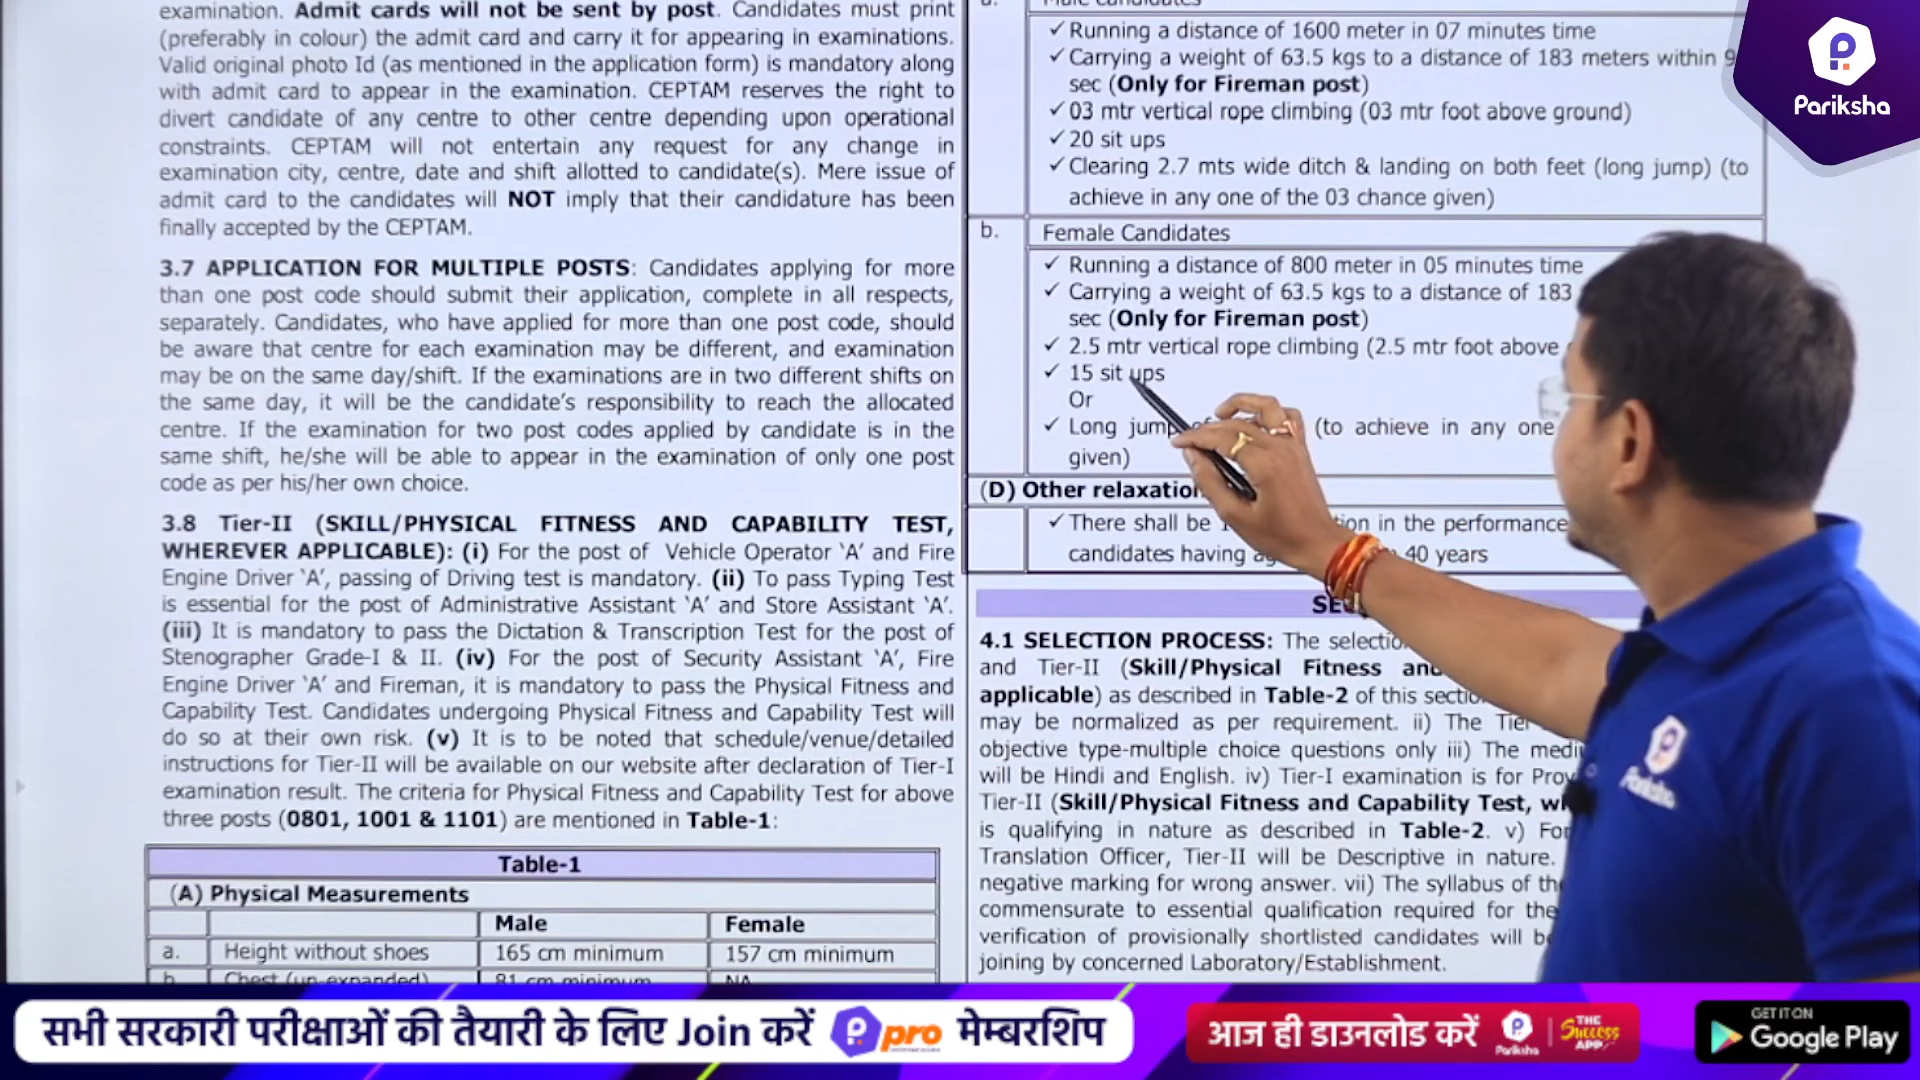 examination. Admit cards will not be sent by post. Candidates must print
(preferably in colour) the admit card and carry it for appearing in examinations.
Valid original photo Id (as mentioned in the application form) is mandatory along
with admit card to appear in the examination. CEPTAM reserves the right to
divert candidate of any centre to other centre depending upon operational
constraints. CEPTAM will not entertain any request for any change in
examination city, centre, date and shift allotted to candidate(s). Mere issue of
admit card to the candidates will NOT imply that their candidature has been
finally accepted by the CEPTAM.
3.7 APPLICATION FOR MULTIPLE POSTS: Candidates applying for more
than one post code should submit their application, complete in all respects,
separately. Candidates, who have applied for more than one post code, should
be aware that centre for each examination may be different, and examination
may be on the same day/shift. If the examinations are in two different shifts on
the same day, it will be the candidate's responsibility to reach the allocated
centre. If the examination for two post codes applied by candidate is in the
same shift, he/she will be able to appear in the examination of only one post
code as per his/her own choice.
3.8 Tier-II (SKILL/PHYSICAL FITNESS AND CAPABILITY TEST,
WHEREVER APPLICABLE): (i) For the post of Vehicle Operator 'A' and Fire
Engine Driver 'A', passing of Driving test is mandatory. (ii) To pass Typing Test
is essential for the post of Administrative Assistant 'A' and Store Assistant 'A'.
(iii) It is mandatory to pass the Dictation & Transcription Test for the post of
Stenographer Grade-I & II. (iv) For the post of Security Assistant 'A', Fire
Engine Driver 'A' and Fireman, it is mandatory to pass the Physical Fitness and
Capability Test. Candidates undergoing Physical Fitness and Capability Test will
do so at their own risk. (v) It is to be noted that schedule/venue/detailed
instructions for Tier-II will be available on our website after declaration of Tier-I
examination result. The criteria for Physical Fitness and Capability Test for above
three posts (0801, 1001 & 1101) are mentioned in Table-1:
Table-1
(A) Physical Measurements
Male Female
a. Height without shoes 165 cm minimum 157 cm minimum
b. Chest (un-expanded) 81 cm minimum NA
a. Male Candidates
✓ Running a distance of 1600 meter in 07 minutes time
✓ Carrying a weight of 63.5 kgs to a distance of 183 meters within 9
sec (Only for Fireman post)
✓ 03 mtr vertical rope climbing (03 mtr foot above ground)
✓ 20 sit ups
✓ Clearing 2.7 mts wide ditch & landing on both feet (long jump) (to
achieve in any one of the 03 chance given)
b. Female Candidates
✓ Running a distance of 800 meter in 05 minutes time
✓ Carrying a weight of 63.5 kgs to a distance of 183
sec (Only for Fireman post)
✓ 2.5 mtr vertical rope climbing (2.5 mtr foot above
✓ 15 sit ups
Or
✓ Long jump (to achieve in any one
given)
(D) Other relaxation
✓ There shall be in the performance
candidates having 40 years
4.1 SELECTION PROCESS: The
and Tier-II (Skill/Physical Fitness and
applicable) as described in Table-2 of this
may be normalized as per requirement. ii) The
objective type-multiple choice questions only iii) The
will be Hindi and English. iv) Tier-I examination is for
Tier-II (Skill/Physical Fitness and Capability Test,
is qualifying in nature as described in Table-2. v) For
Translation Officer, Tier-II will be Descriptive in nature.
negative marking for wrong answer. vii) The syllabus of the
commensurate to essential qualification required for the
verification of provisionally shortlisted candidates will be
joining by concerned Laboratory/Establishment.
Pariksha
Pariksha
सभी सरकारी परीक्षाओं की तैयारी के लिए Join करें pro मेम्बरशिप
आज ही डाउनलोड करें Pariksha THE Success APP
GET IT ON
Google Play